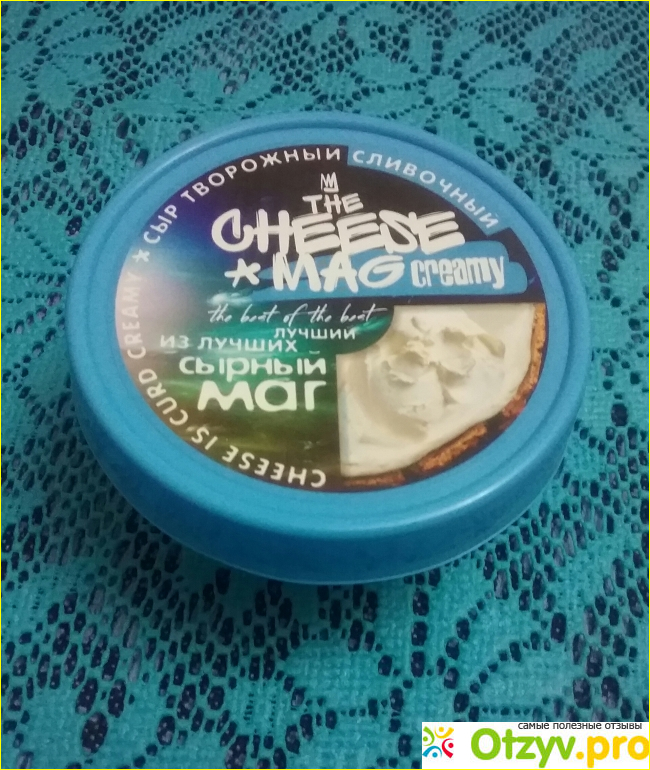 СЫР ТВОРОЖНЫЙ СЛИВОЧНЫЙ
THE
CHEESE
★ MAG creamy
the best of the best
ЛУЧШИЙ
ИЗ ЛУЧШИХ
СЫРНЫЙ
МАГ
CHEESE IS CURD CREAMY ★
самые полезные отзывы
Otzyv.pro